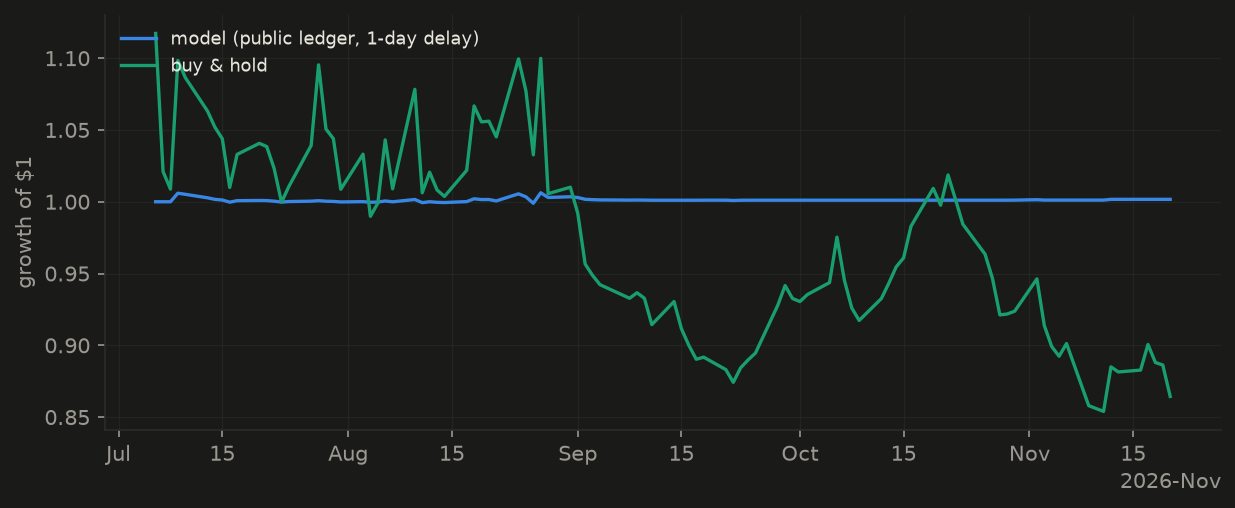 model (public ledger, 1-day delay)
buy & hold
growth of $1
1.10
1.05
1.00
0.95
0.90
0.85
Jul 15 Aug 15 Sep 15 Oct 15 Nov 15
2026-Nov